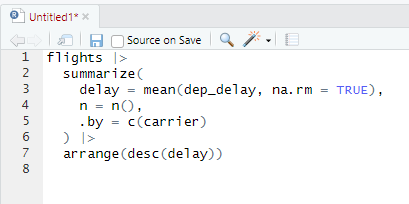 Untitled1*
Source on Save
1 flights |>
2   summarize(
3     delay = mean(dep_delay, na.rm = TRUE),
4     n = n(),
5     .by = c(carrier)
6   ) |>
7   arrange(desc(delay))
8